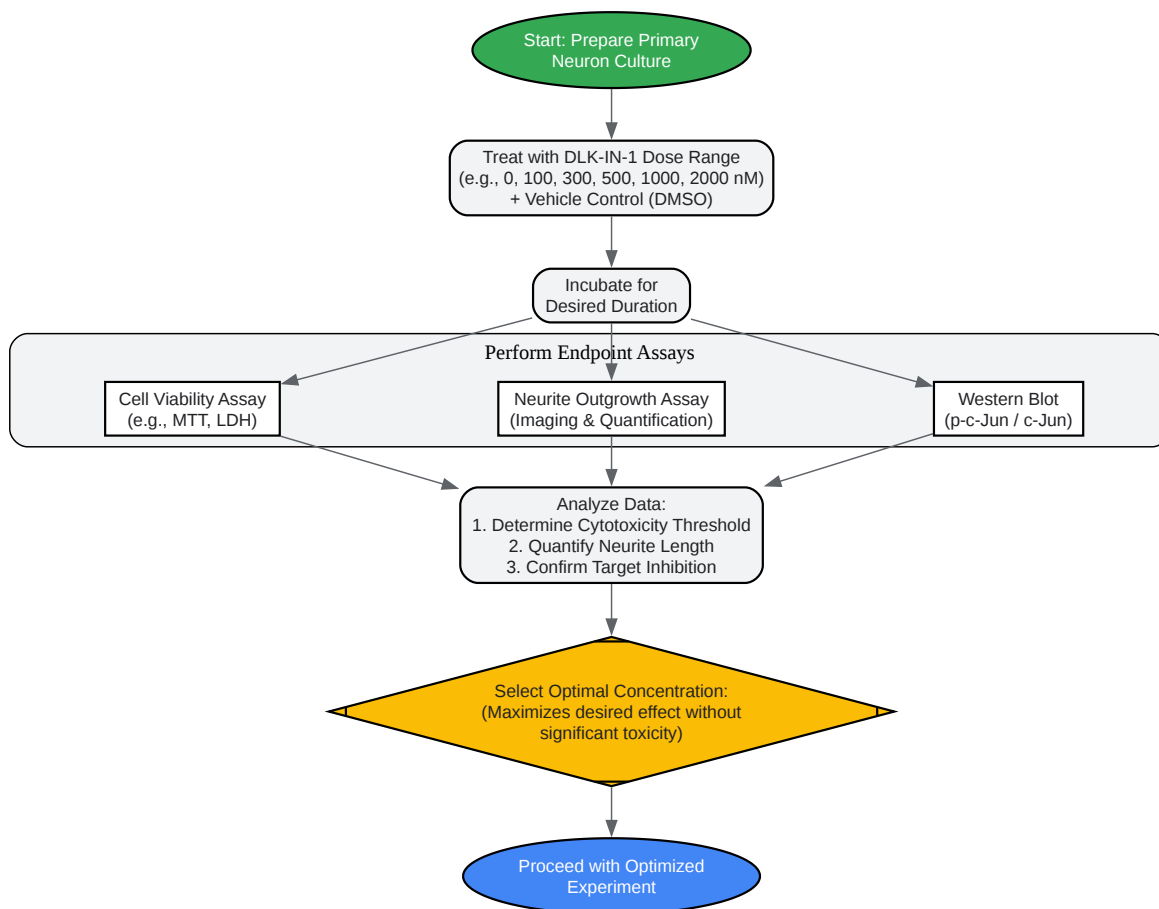 Start: Prepare Primary
Neuron Culture
Treat with DLK-IN-1 Dose Range
(e.g., 0, 100, 300, 500, 1000, 2000 nM)
+ Vehicle Control (DMSO)
Incubate for
Desired Duration
Perform Endpoint Assays
Cell Viability Assay
(e.g., MTT, LDH)
Neurite Outgrowth Assay
(Imaging & Quantification)
Western Blot
(p-c-Jun / c-Jun)
Analyze Data:
1. Determine Cytotoxicity Threshold
2. Quantify Neurite Length
3. Confirm Target Inhibition
Select Optimal Concentration:
(Maximizes desired effect without
significant toxicity)
Proceed with Optimized
Experiment